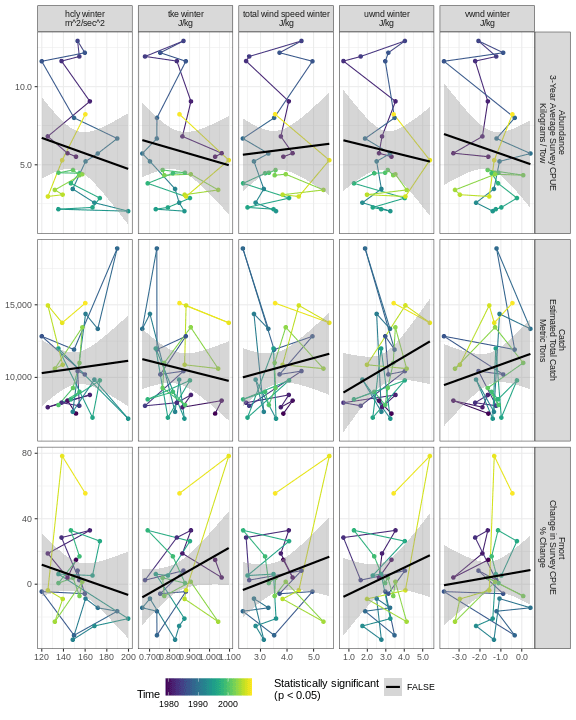 hcly winter
m^2/sec^2
tke winter
J/kg
total wind speed winter
J/kg
uwnd winter
J/kg
vwnd winter
J/kg
10.0
5.0
Abundance
3-Year Average Survey CPUE
Kilograms / Tow
15,000
10,000
Catch
Estimated Total Catch
Metric Tons
80
40
0
Fmort
Change in Survey CPUE
% Change
120 140 160 180 200
0.700 0.800 0.900 1.000 1.100
2.0 3.0 4.0 5.0
1.0 2.0 3.0 4.0 5.0
-3.0 -2.0 -1.0 0.0
Time
1980 1990 2000
Statistically significant
(p < 0.05)
FALSE